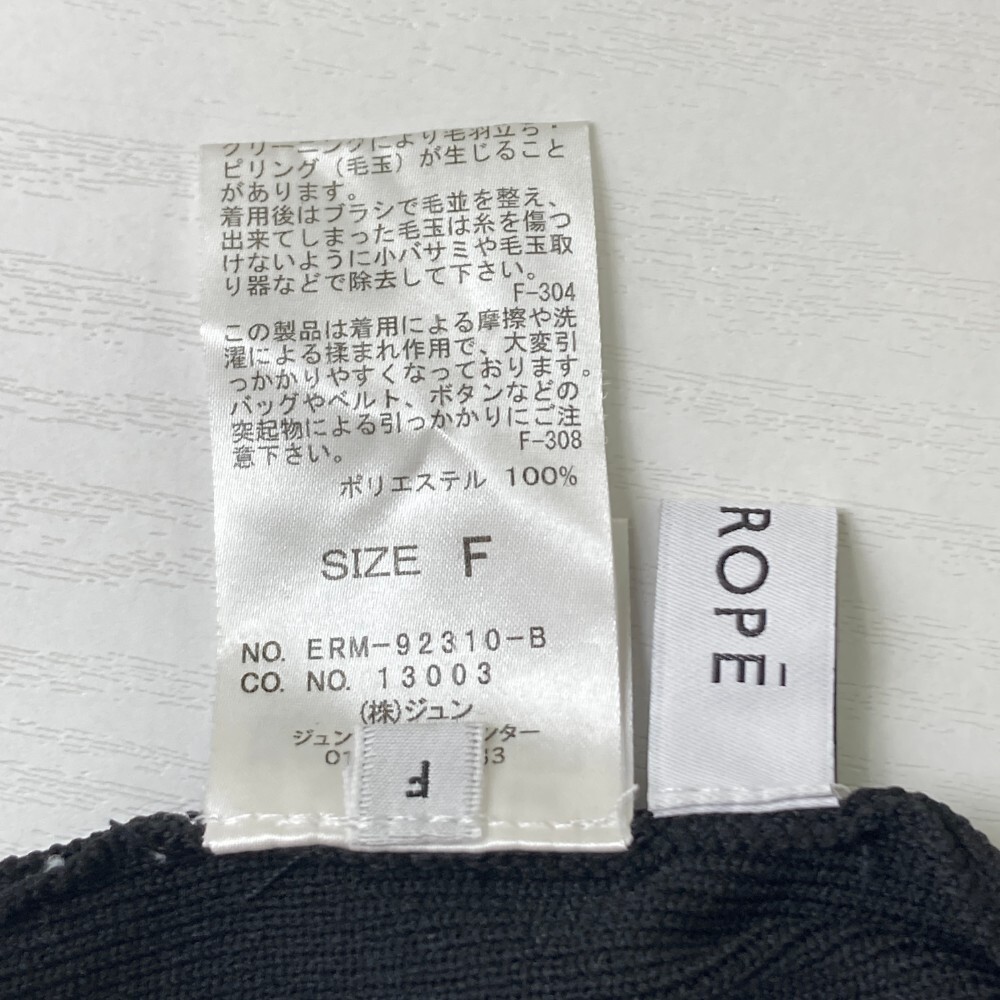 クリーニングにより毛羽立ち・
ピリング(毛玉)が生じること
があります。
着用後はブラシで毛並を整え、
出来てしまった毛玉は糸を傷つ
けないように小バサミや毛玉取
り器などで除去して下さい。
F-304
この製品は着用による摩擦や洗
濯による揉まれ作用で、大変引
っかかりやすくなっております。
バッグやベルト、ボタンなどの
突起物による引っかかりにご注
意下さい。
F-308
ポリエステル 100%
SIZE F
NO. ERM-92310-B
CO. NO. 13003
(株)ジュン
ジュン
F
ROPÉ